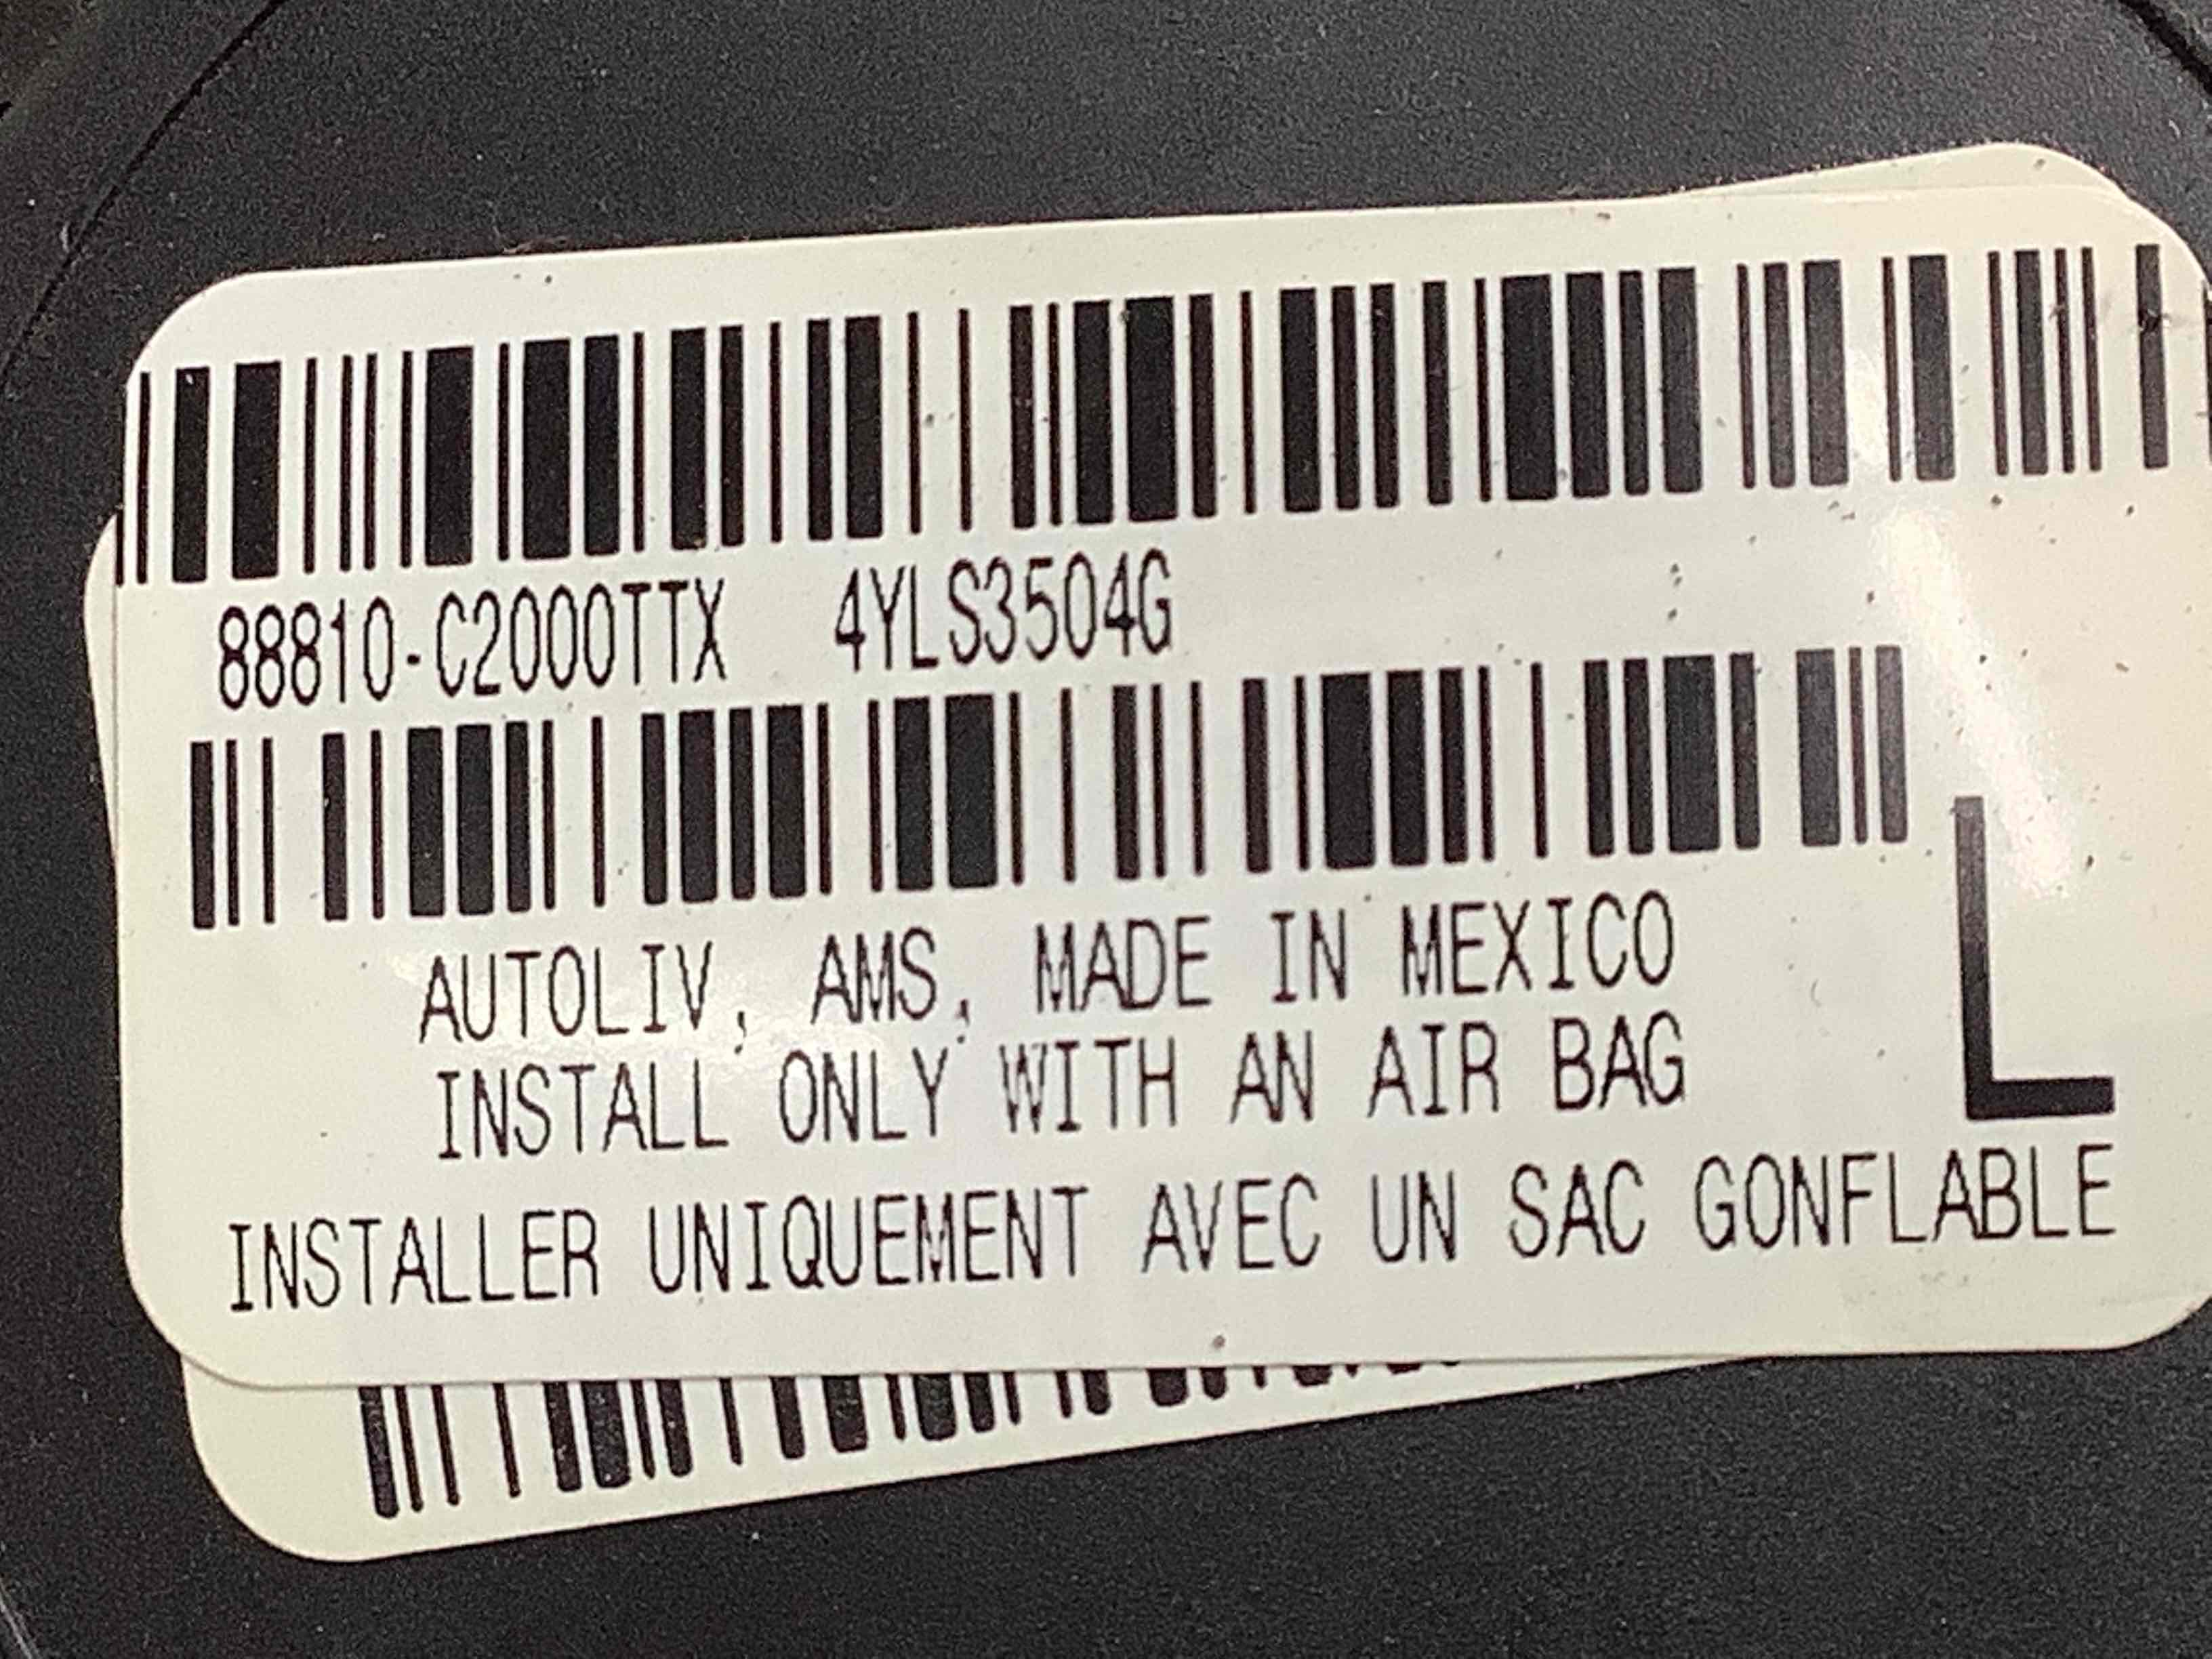 88810-C2000TTX 4YLS3504G
AUTOLIV, AMS, MADE IN MEXICO
INSTALL ONLY WITH AN AIR BAG
L
INSTALLER UNIQUEMENT AVEC UN SAC GONFLABLE